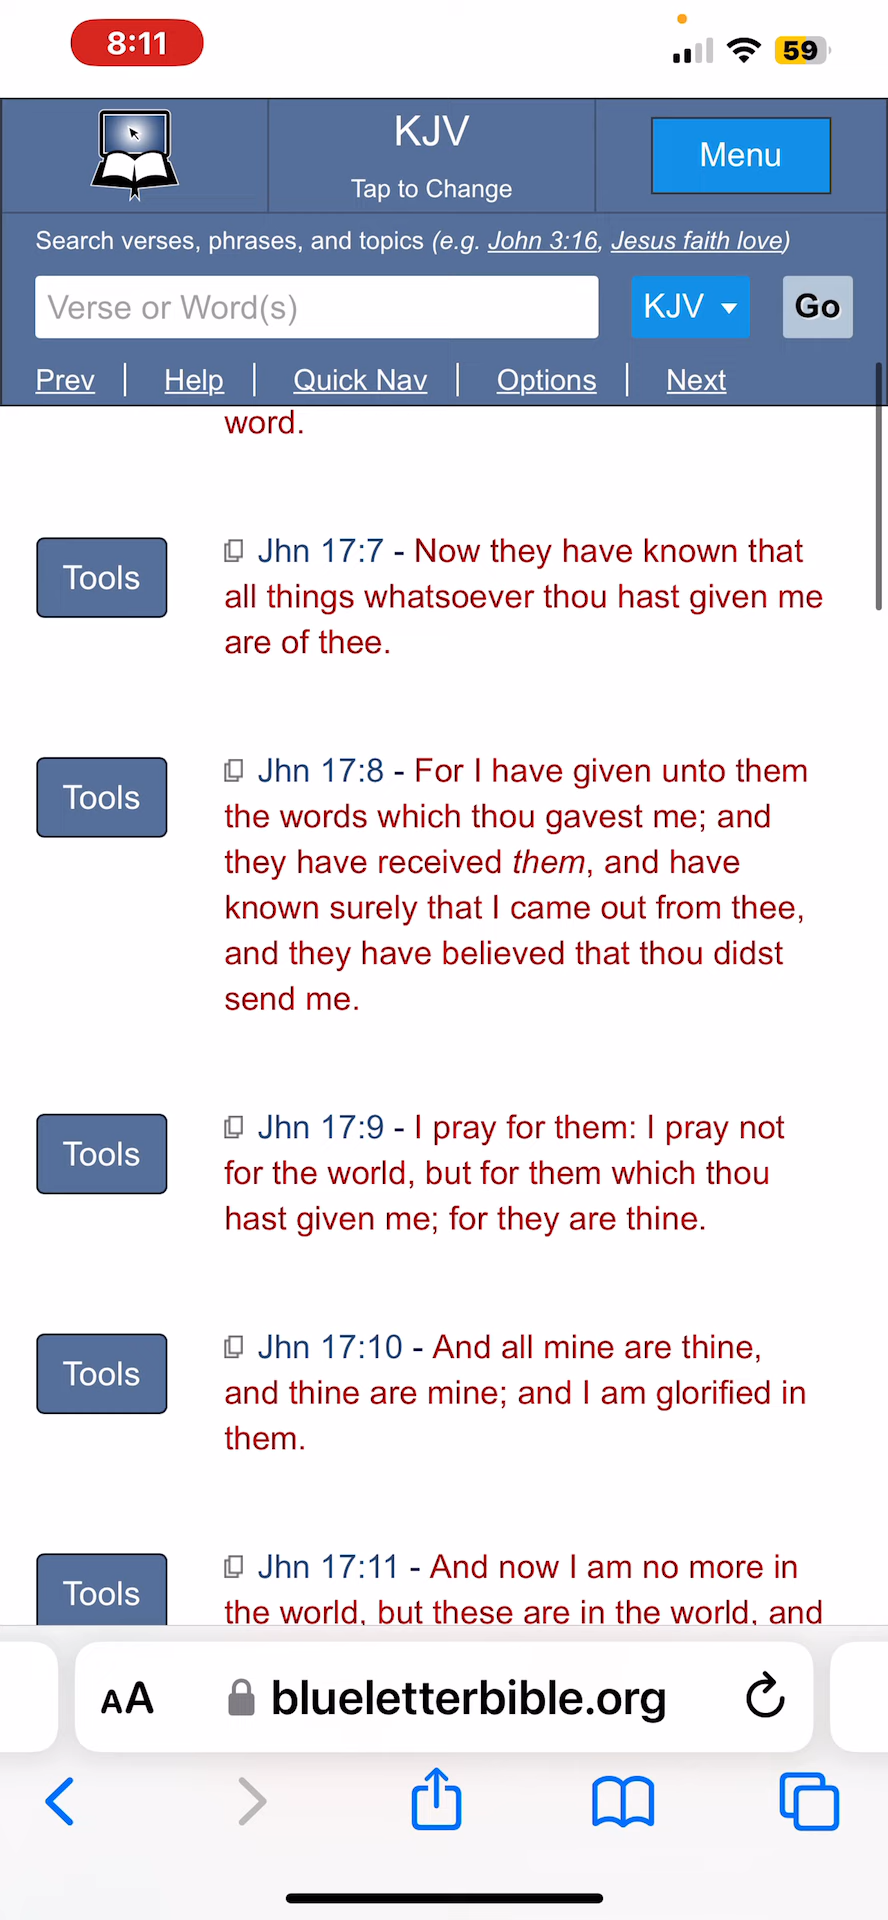 8:11
59
KJV
Tap to Change
Menu
Search verses, phrases, and topics (e.g. John 3:16, Jesus faith love)
Verse or Word(s)
KJV
Go
Prev | Help | Quick Nav | Options | Next
word.
Tools
Jhn 17:7 - Now they have known that
all things whatsoever thou hast given me
are of thee.
Tools
Jhn 17:8 - For I have given unto them
the words which thou gavest me; and
they have received them, and have
known surely that I came out from thee,
and they have believed that thou didst
send me.
Tools
Jhn 17:9 - I pray for them: I pray not
for the world, but for them which thou
hast given me; for they are thine.
Tools
Jhn 17:10 - And all mine are thine,
and thine are mine; and I am glorified in
them.
Tools
Jhn 17:11 - And now I am no more in
the world, but these are in the world, and
AA
blueletterbible.org